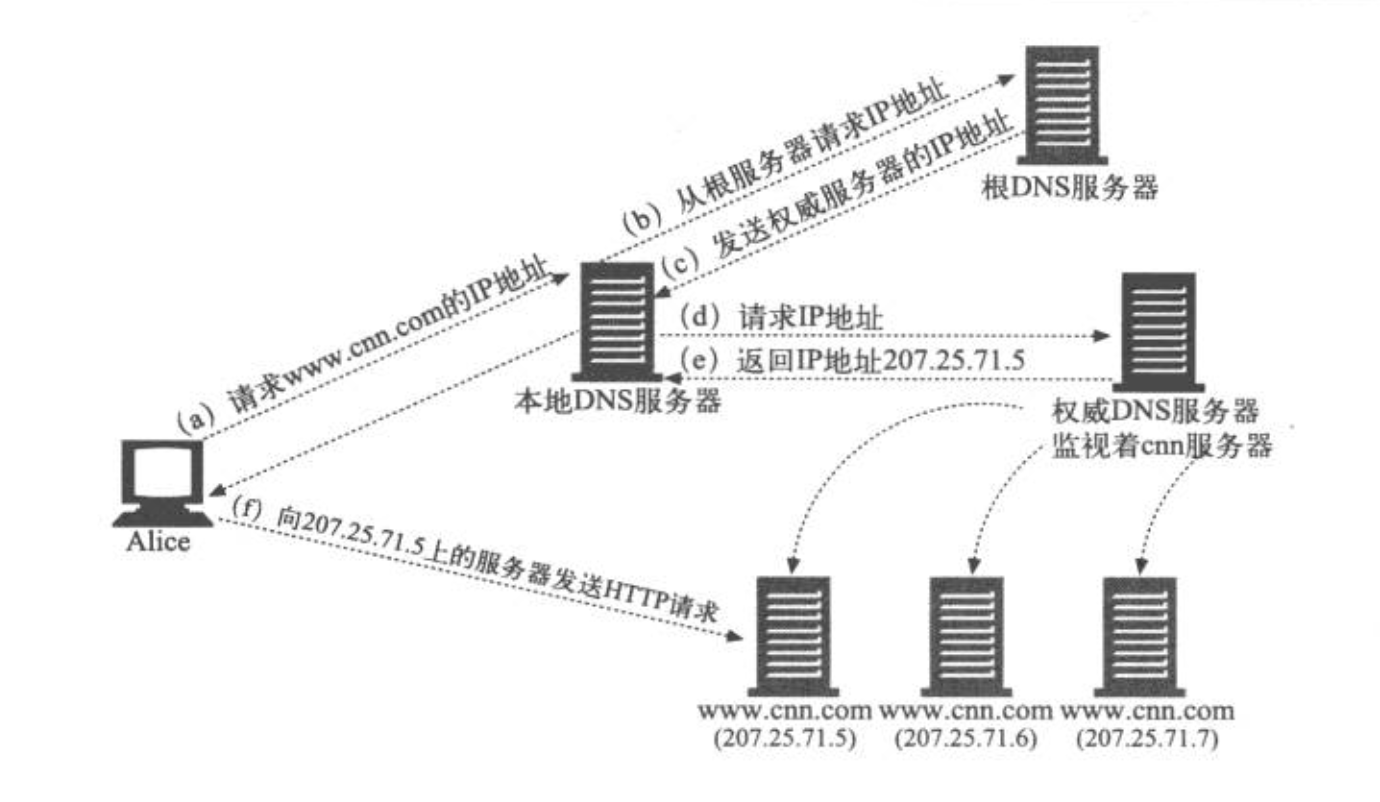 (b) 从根服务器请求IP地址
(c) 发送权威服务器的IP地址
根DNS服务器
(a) 请求www.cnn.com的IP地址
(d) 请求IP地址
(e) 返回IP地址207.25.71.5
本地DNS服务器
权威DNS服务器
监视着cnn服务器
Alice
(f) 向207.25.71.5上的服务器发送HTTP请求
www.cnn.com www.cnn.com www.cnn.com
(207.25.71.5) (207.25.71.6) (207.25.71.7)